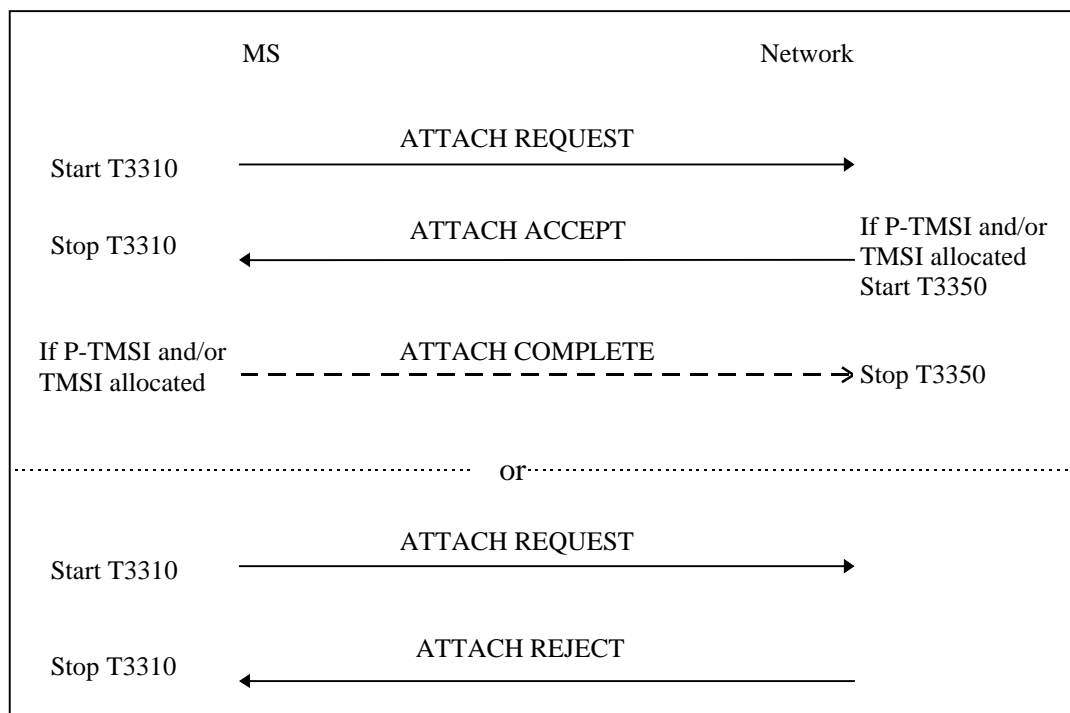 MS
Network
ATTACH REQUEST
Start T3310
ATTACH ACCEPT
Stop T3310
If P-TMSI and/or
TMSI allocated
Start T3350
If P-TMSI and/or
TMSI allocated
ATTACH COMPLETE
Stop T3350
or
ATTACH REQUEST
Start T3310
ATTACH REJECT
Stop T3310